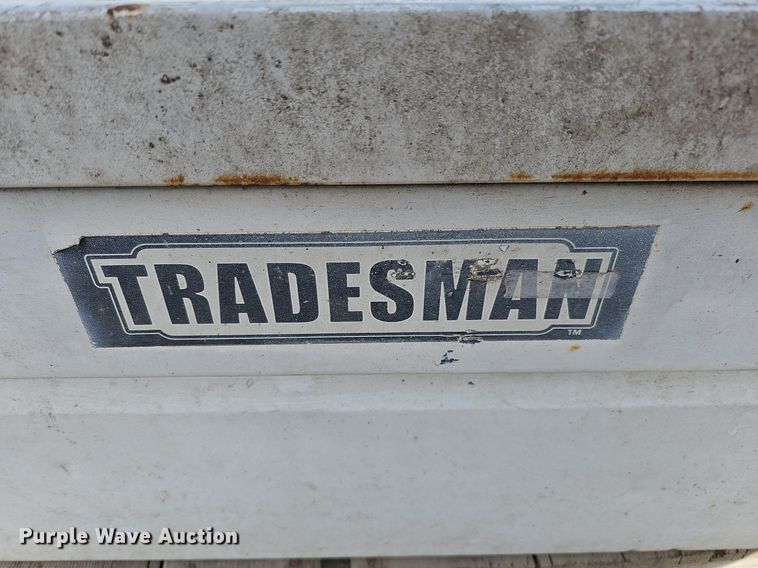 TRADESMAN
TM
Purple Wave Auction